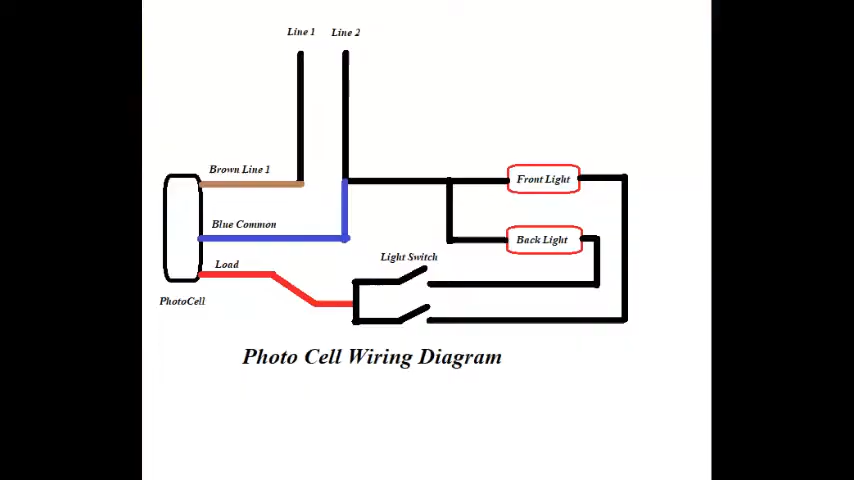 Line 1
Line 2
Brown Line 1
Front Light
Blue Common
Back Light
Light Switch
Load
PhotoCell
Photo Cell Wiring Diagram